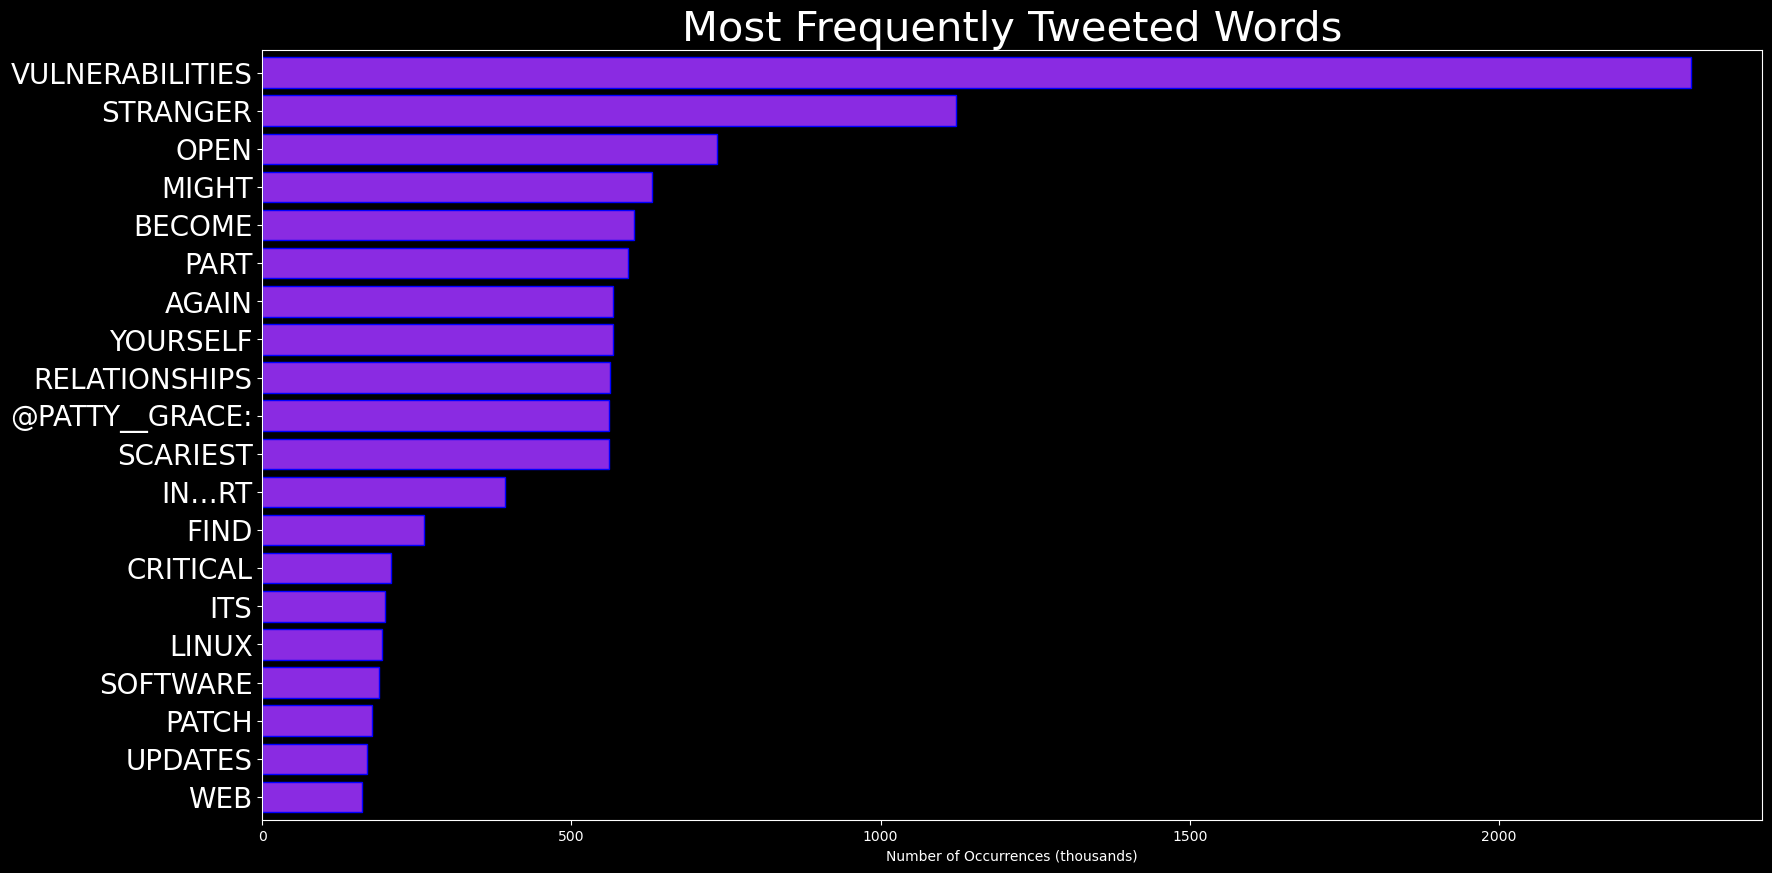 Most Frequently Tweeted Words
VULNERABILITIES
STRANGER
OPEN
MIGHT
BECOME
PART
AGAIN
YOURSELF
RELATIONSHIPS
@PATTY__GRACE:
SCARIEST
IN…RT
FIND
CRITICAL
ITS
LINUX
SOFTWARE
PATCH
UPDATES
WEB
0 500 1000 1500 2000
Number of Occurrences (thousands)